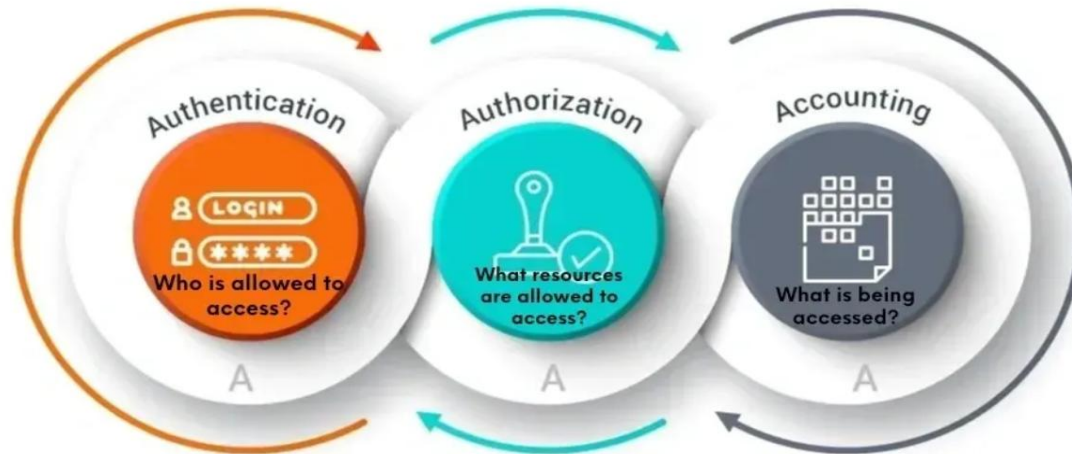 Authentication
Authorization
Accounting
LOGIN
****
Who is allowed to
access?
What resources
are allowed to
access?
What is being
accessed?
A
A
A